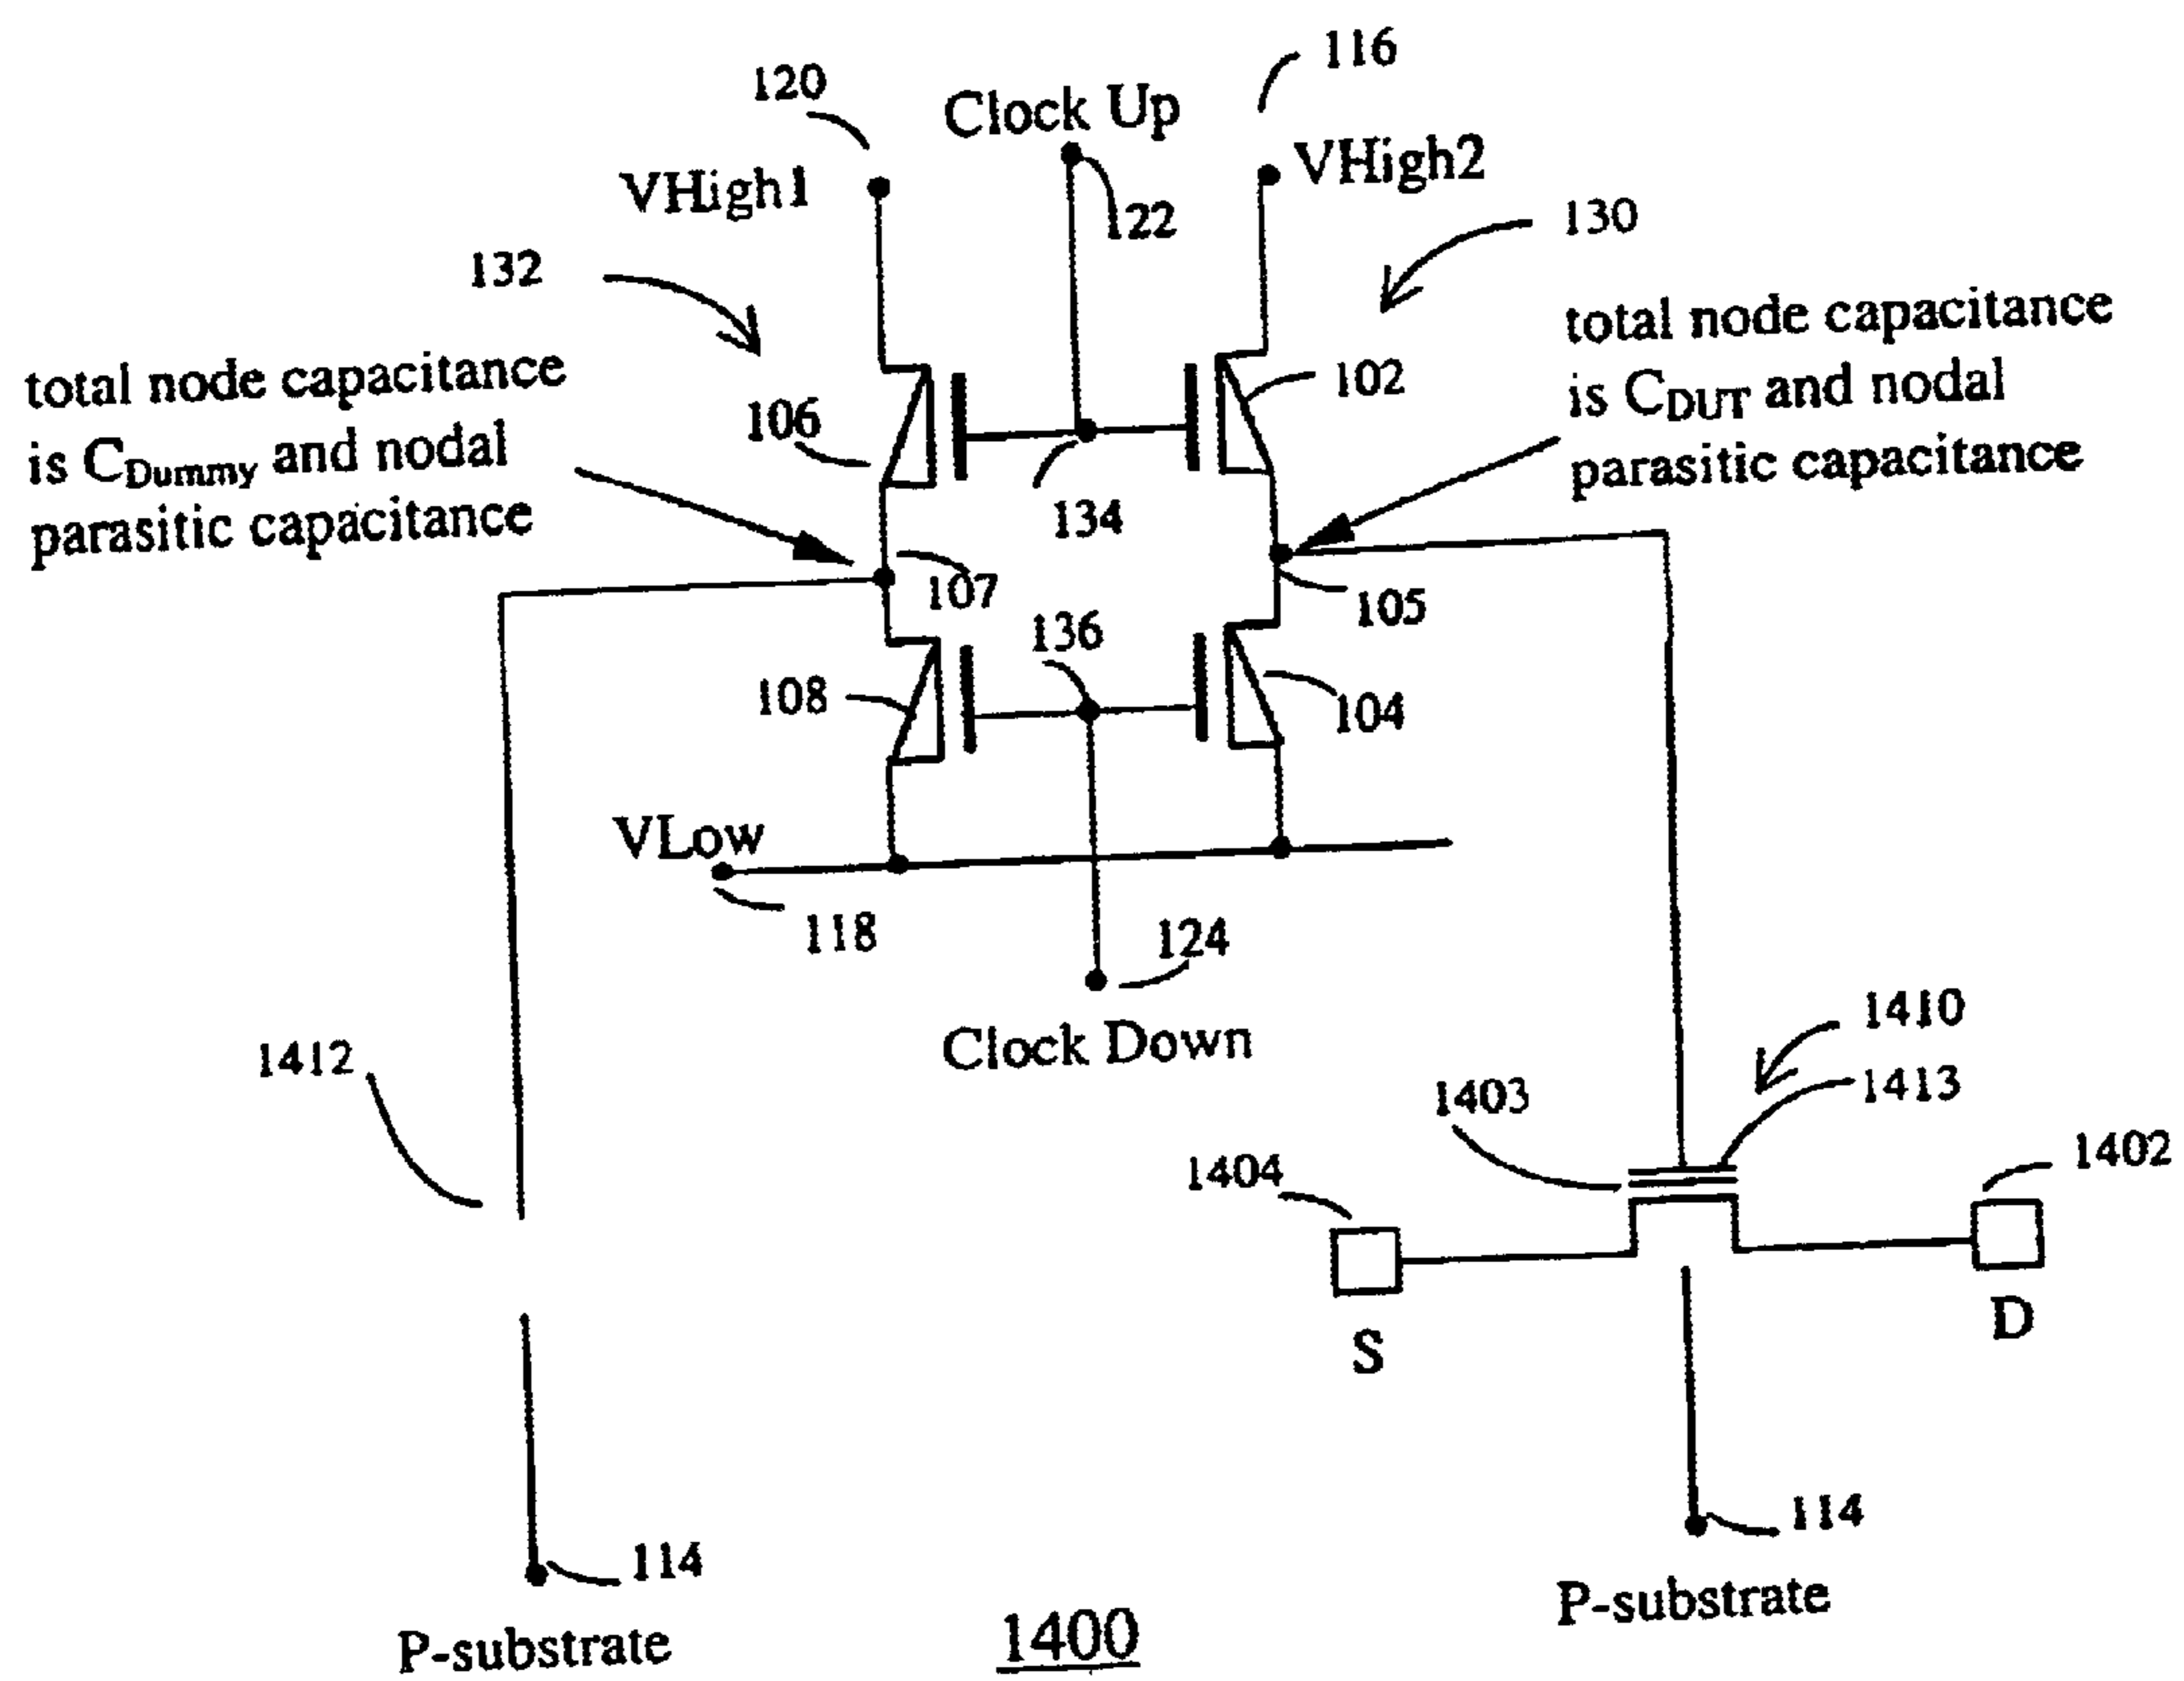 116
120
Clock Up
VHigh2
VHigh1
122
130
132
total node capacitance
is CDUT and nodal
parasitic capacitance
total node capacitance
is CDummy and nodal
parasitic capacitance
102
106
134
107
105
136
108
104
VLow
118
124
Clock Down
1410
1412
1403
1413
1404
1402
S
D
114
114
P-substrate
P-substrate
1400